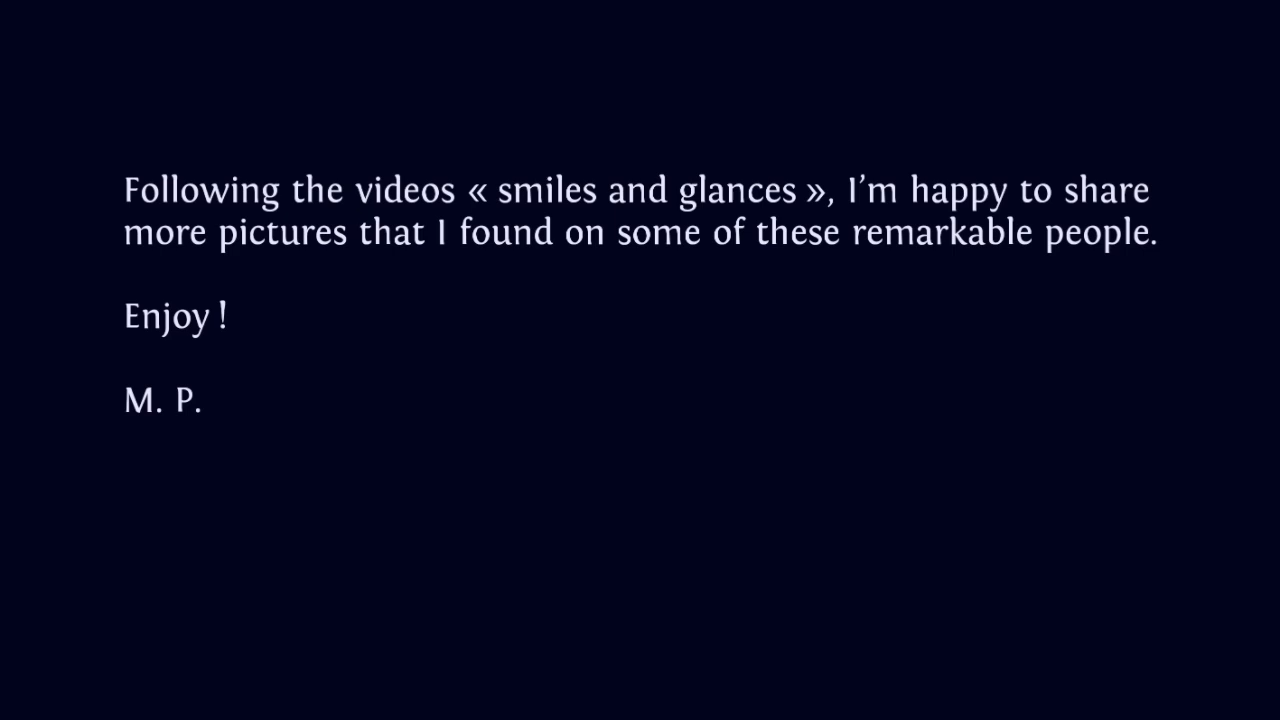 Following the videos « smiles and glances », I’m happy to share
more pictures that I found on some of these remarkable people.
Enjoy !
M. P.